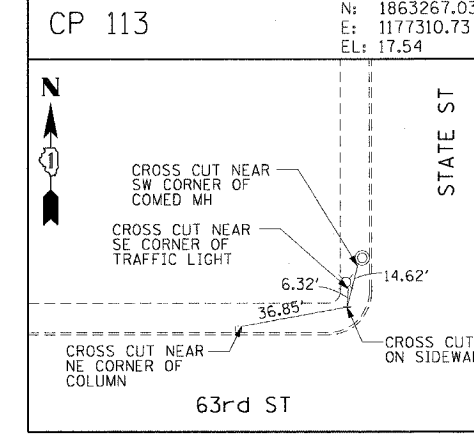 CP 113
N: 1863267.03
E: 1177310.73
EL: 17.54
N
1
STATE ST
CROSS CUT NEAR
SW CORNER OF
COMED MH
CROSS CUT NEAR
SE CORNER OF
TRAFFIC LIGHT
6.32'
14.62'
36.85'
CROSS CUT
ON
CROSS CUT NEAR
NE CORNER OF
COLUMN
63rd ST